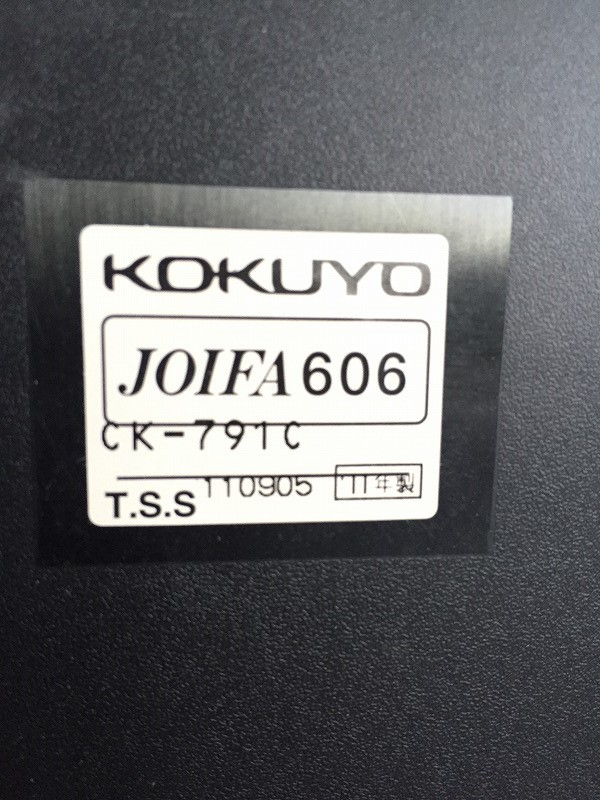 KOKUYO
JOIFA606
CK-791C
T.S.S 110905 '11年製